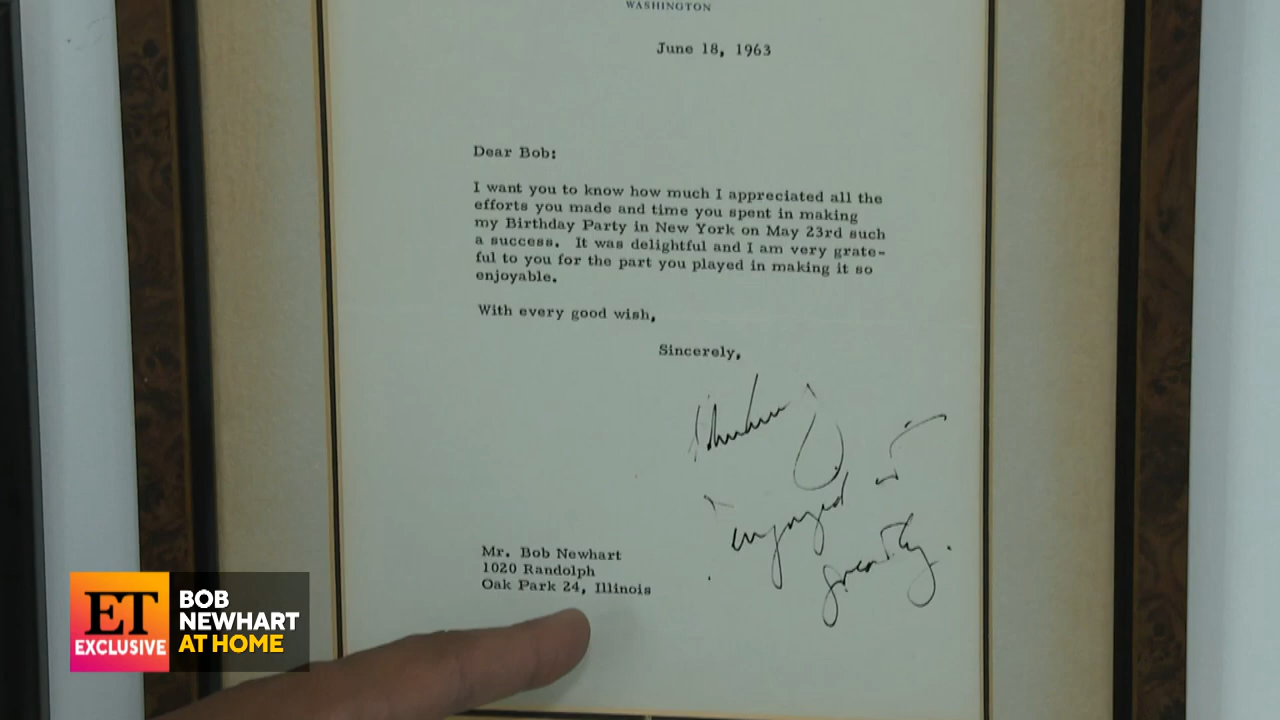 WASHINGTON
June 18, 1963
Dear Bob:
I want you to know how much I appreciated all the
efforts you made and time you spent in making
my Birthday Party in New York on May 23rd such
a success.  It was delightful and I am very grate-
ful to you for the part you played in making it so
enjoyable.
With every good wish,
Sincerely,
I enjoyed it
greatly.
Mr. Bob Newhart
1020 Randolph
Oak Park 24, Illinois
ET
EXCLUSIVE
BOB
NEWHART
AT HOME